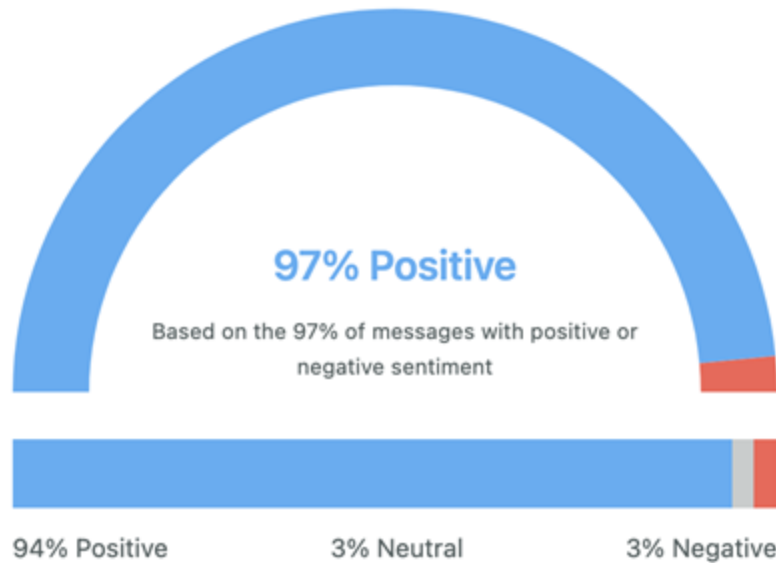 97% Positive
Based on the 97% of messages with positive or
negative sentiment
94% Positive
3% Neutral
3% Negative